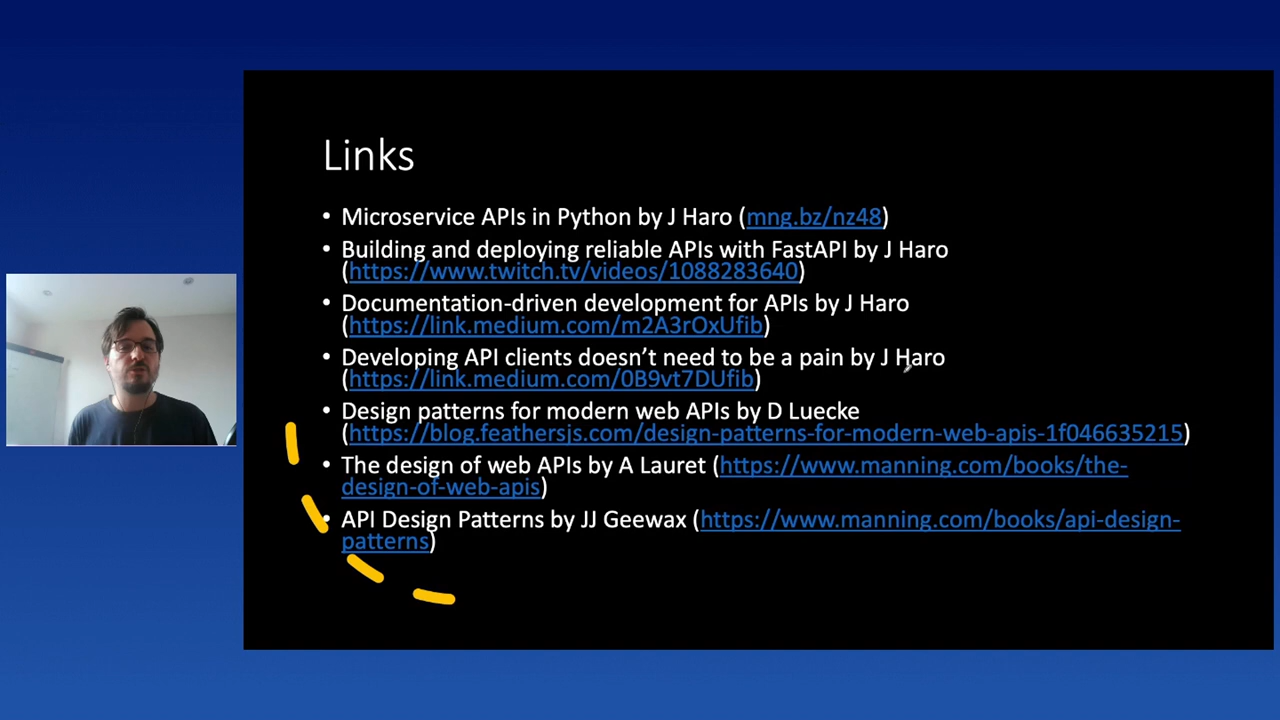 Links
• Microservice APIs in Python by J Haro (mng.bz/nz48)
• Building and deploying reliable APIs with FastAPI by J Haro
(https://www.twitch.tv/videos/1088283640)
• Documentation-driven development for APIs by J Haro
(https://link.medium.com/m2A3rOxUfib)
• Developing API clients doesn’t need to be a pain by J Haro
(https://link.medium.com/0B9vt7DUfib)
• Design patterns for modern web APIs by D Luecke
(https://blog.feathersjs.com/design-patterns-for-modern-web-apis-1f046635215)
• The design of web APIs by A Lauret (https://www.manning.com/books/the-
design-of-web-apis)
• API Design Patterns by JJ Geewax (https://www.manning.com/books/api-design-
patterns)